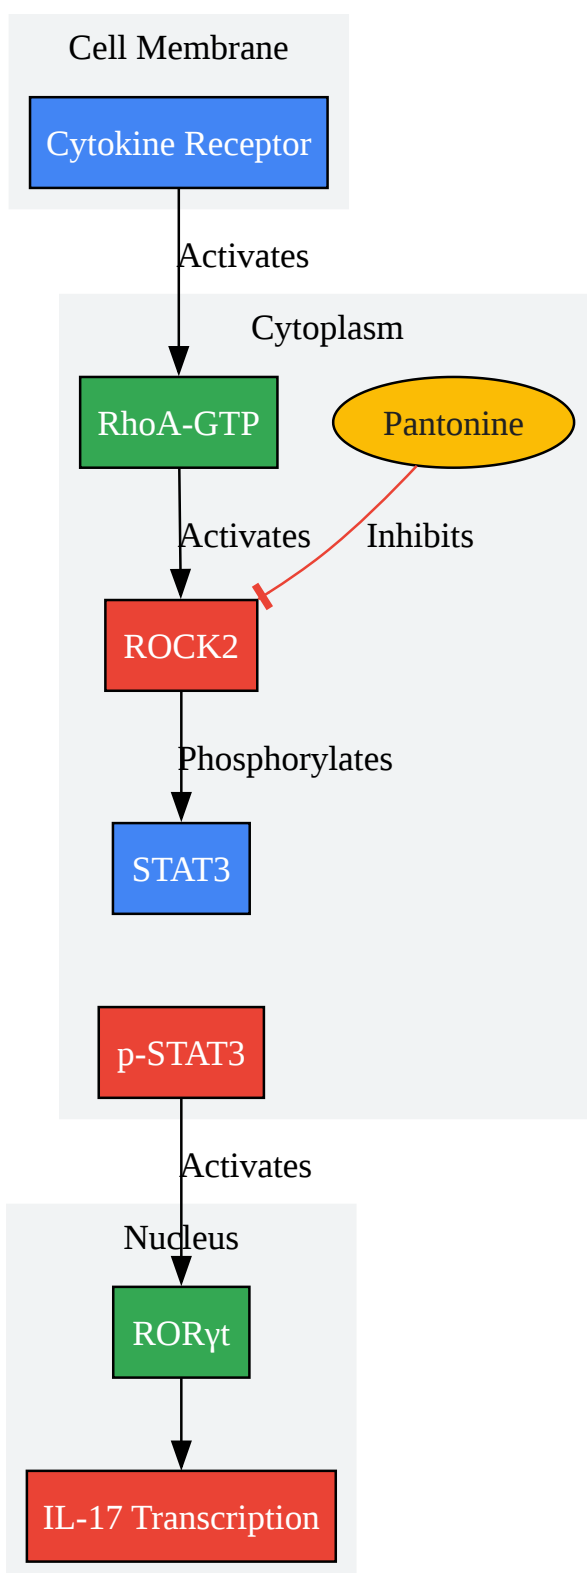 Cell Membrane
Cytokine Receptor
Activates
Cytoplasm
RhoA-GTP
Pantonine
Activates
Inhibits
ROCK2
Phosphorylates
STAT3
p-STAT3
Activates
Nucleus
RORγt
IL-17 Transcription